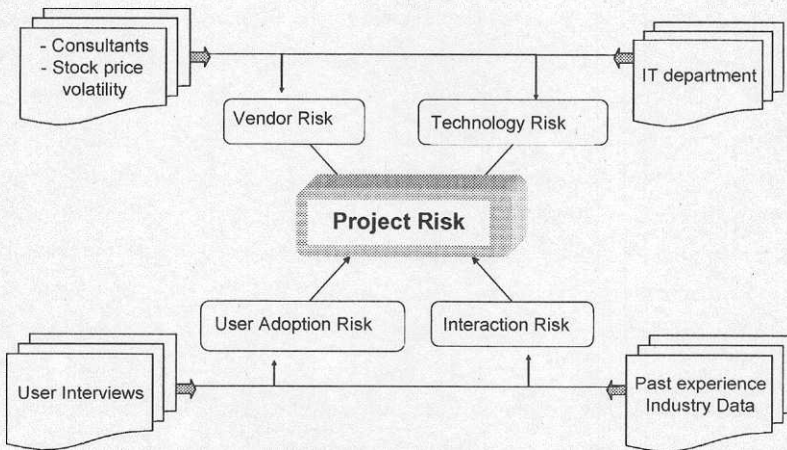 - Consultants
- Stock price
volatility
IT department
Vendor Risk
Technology Risk
Project Risk
User Adoption Risk
Interaction Risk
User Interviews
Past experience
Industry Data